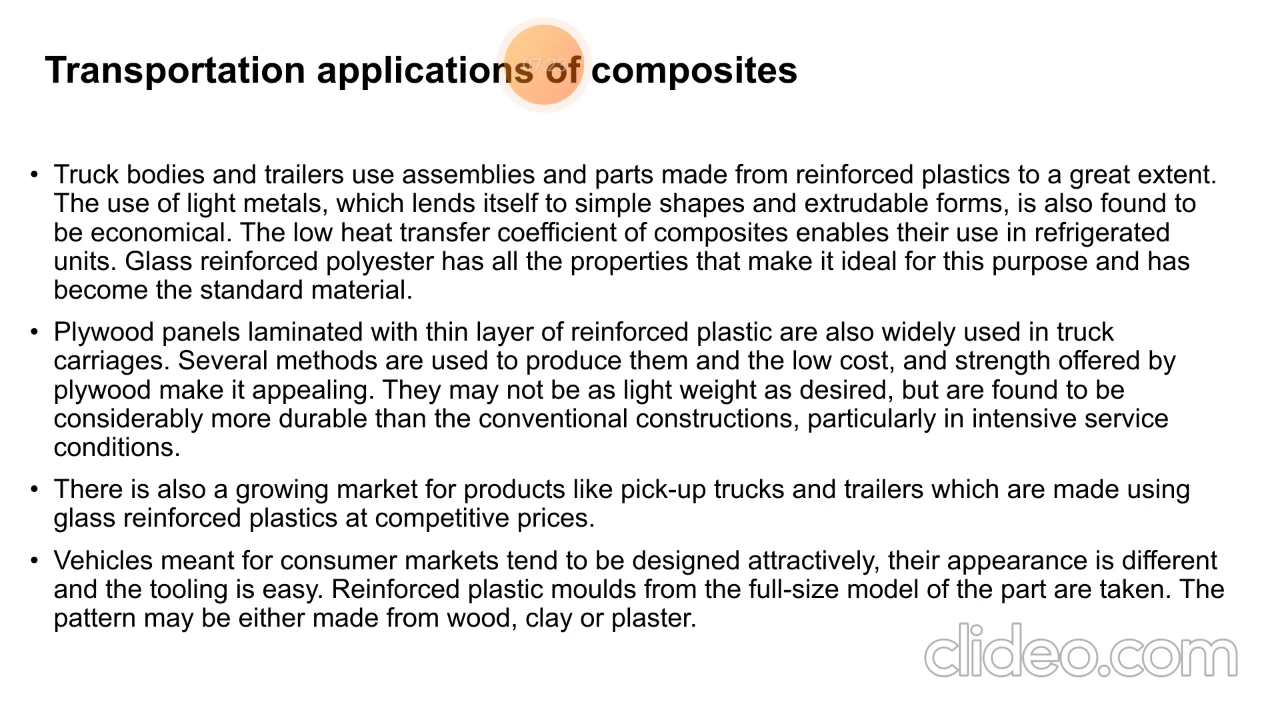 Transportation applications of composites
• Truck bodies and trailers use assemblies and parts made from reinforced plastics to a great extent.
The use of light metals, which lends itself to simple shapes and extrudable forms, is also found to
be economical. The low heat transfer coefficient of composites enables their use in refrigerated
units. Glass reinforced polyester has all the properties that make it ideal for this purpose and has
become the standard material.
• Plywood panels laminated with thin layer of reinforced plastic are also widely used in truck
carriages. Several methods are used to produce them and the low cost, and strength offered by
plywood make it appealing. They may not be as light weight as desired, but are found to be
considerably more durable than the conventional constructions, particularly in intensive service
conditions.
• There is also a growing market for products like pick-up trucks and trailers which are made using
glass reinforced plastics at competitive prices.
• Vehicles meant for consumer markets tend to be designed attractively, their appearance is different
and the tooling is easy. Reinforced plastic moulds from the full-size model of the part are taken. The
pattern may be either made from wood, clay or plaster.
clideo.com